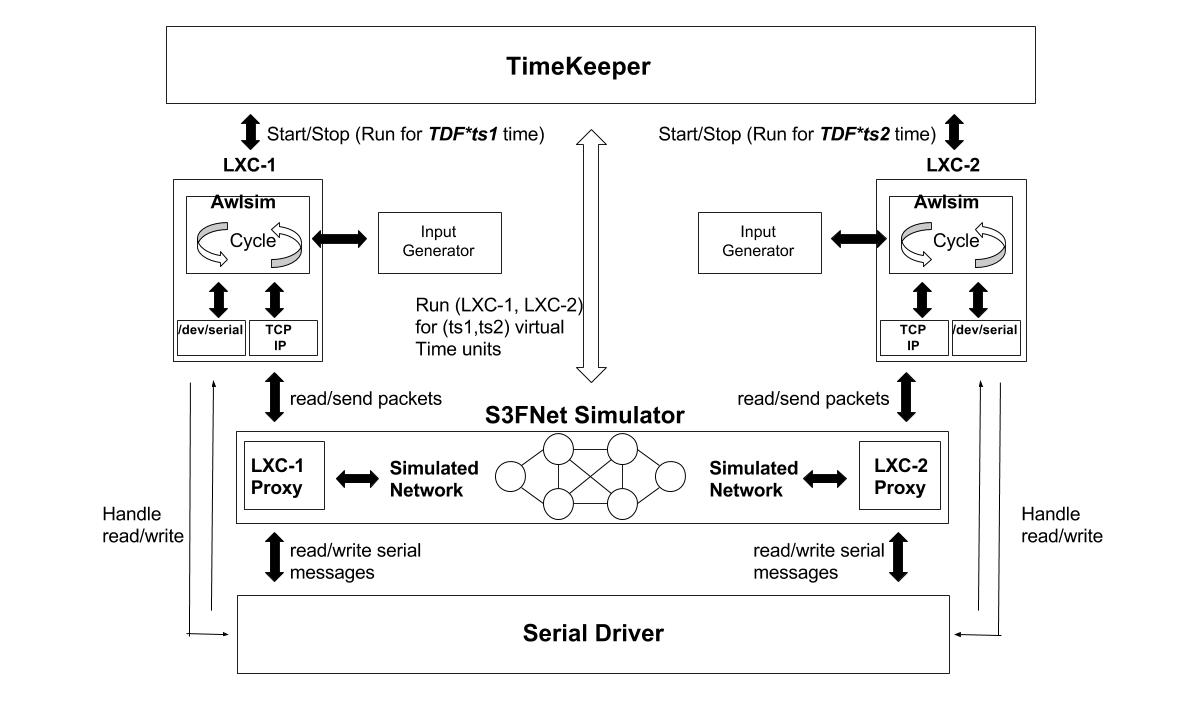 TimeKeeper
Start/Stop (Run for TDF*ts1 time)
Start/Stop (Run for TDF*ts2 time)
LXC-1
LXC-2
Awlsim
Cycle
Input
Generator
Input
Generator
Awlsim
Cycle
/dev/serial
TCP
IP
Run (LXC-1, LXC-2)
for (ts1,ts2) virtual
Time units
TCP
IP
/dev/serial
read/send packets
read/send packets
S3FNet Simulator
LXC-1
Proxy
Simulated
Network
Simulated
Network
LXC-2
Proxy
Handle
read/write
Handle
read/write
read/write serial
messages
read/write serial
messages
Serial Driver